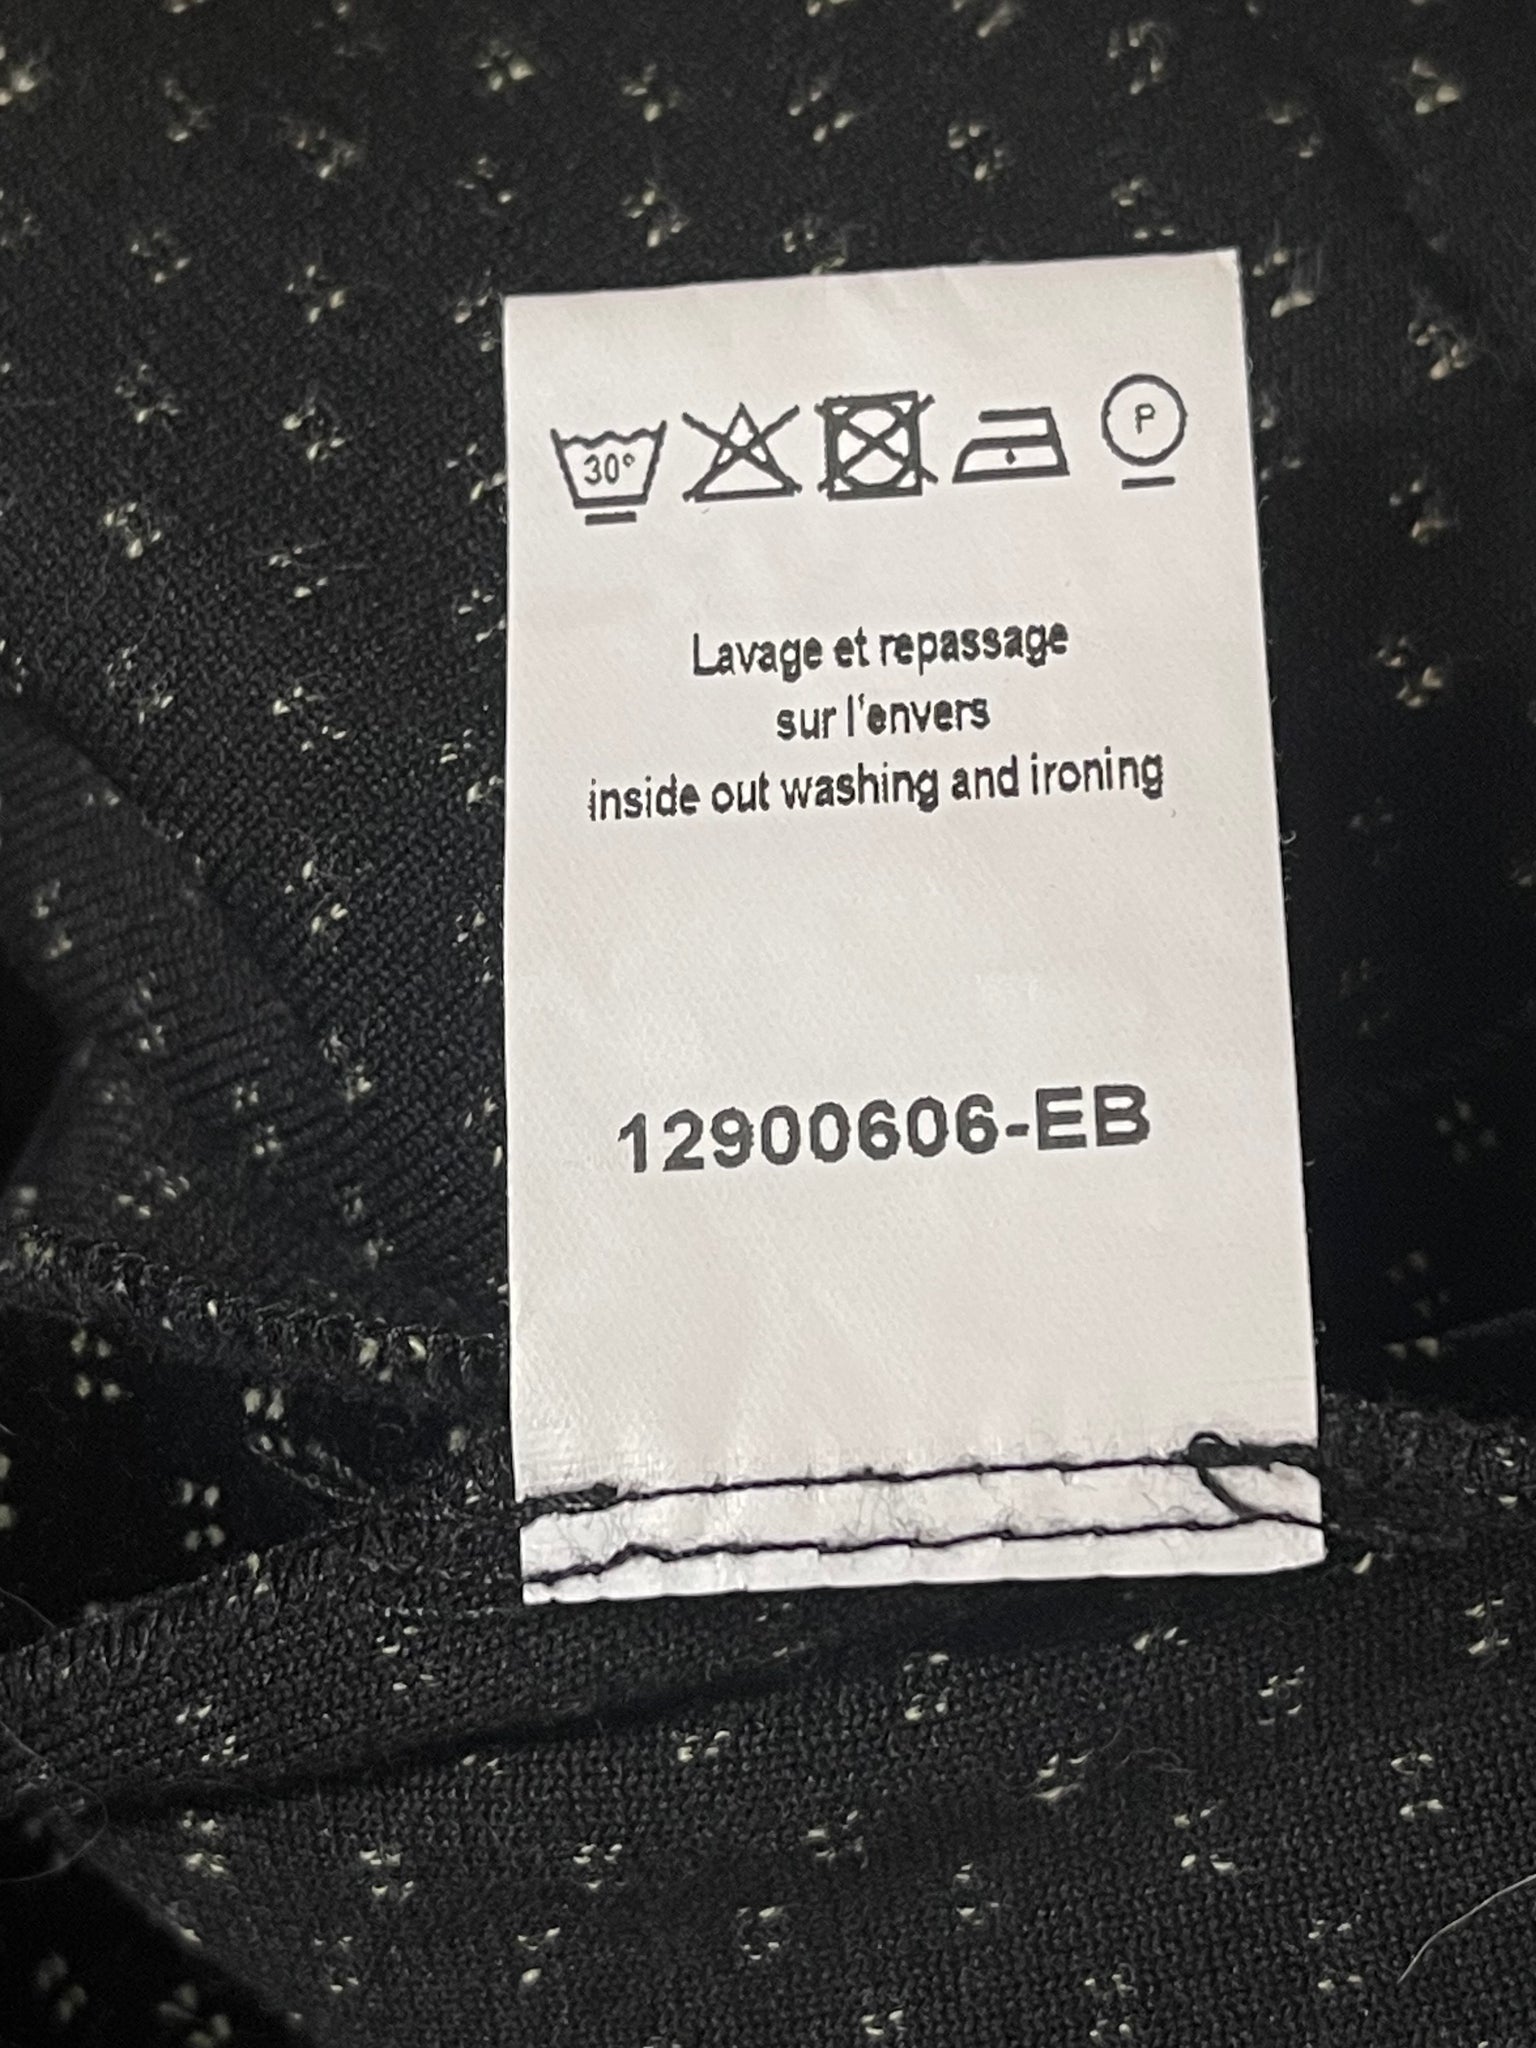 30°
P
Lavage et repassage
sur l'envers
inside out washing and ironing
12900606-EB